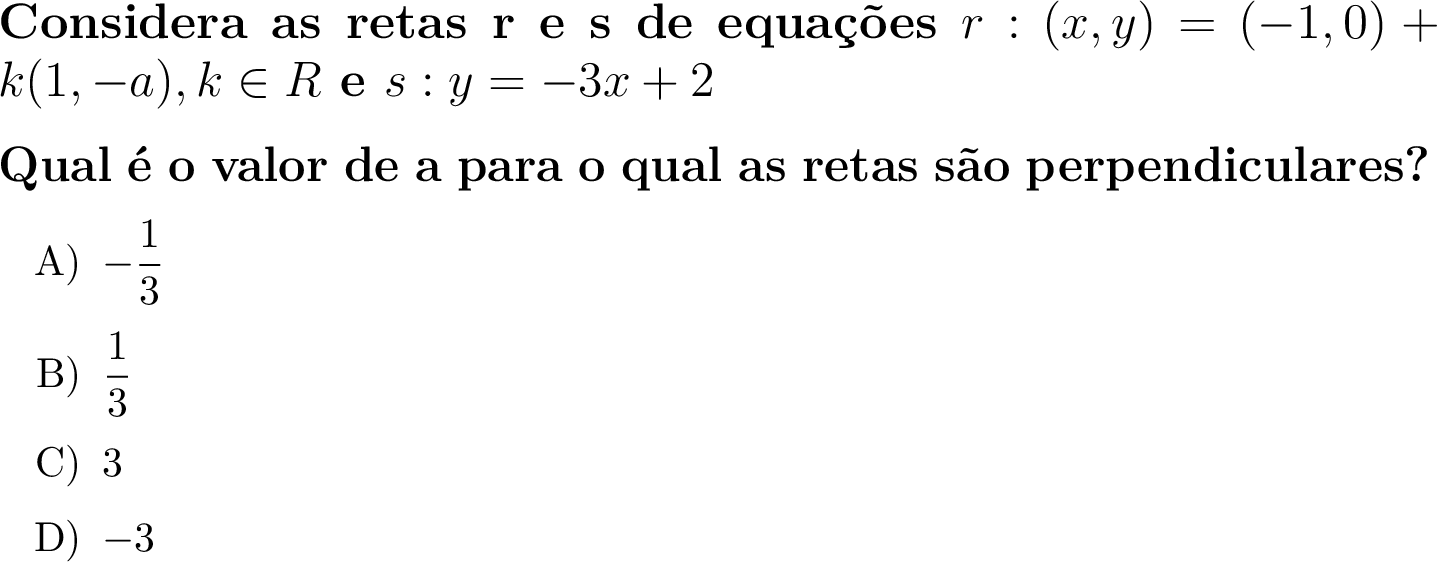 Considera as retas r e s de equações $r : (x, y) = (-1, 0) +$
$k(1, -a), k \in R$ e $s : y = -3x + 2$
Qual é o valor de a para o qual as retas são perpendiculares?
A) $-\frac{1}{3}$
B) $\frac{1}{3}$
C) 3
D) $-3$